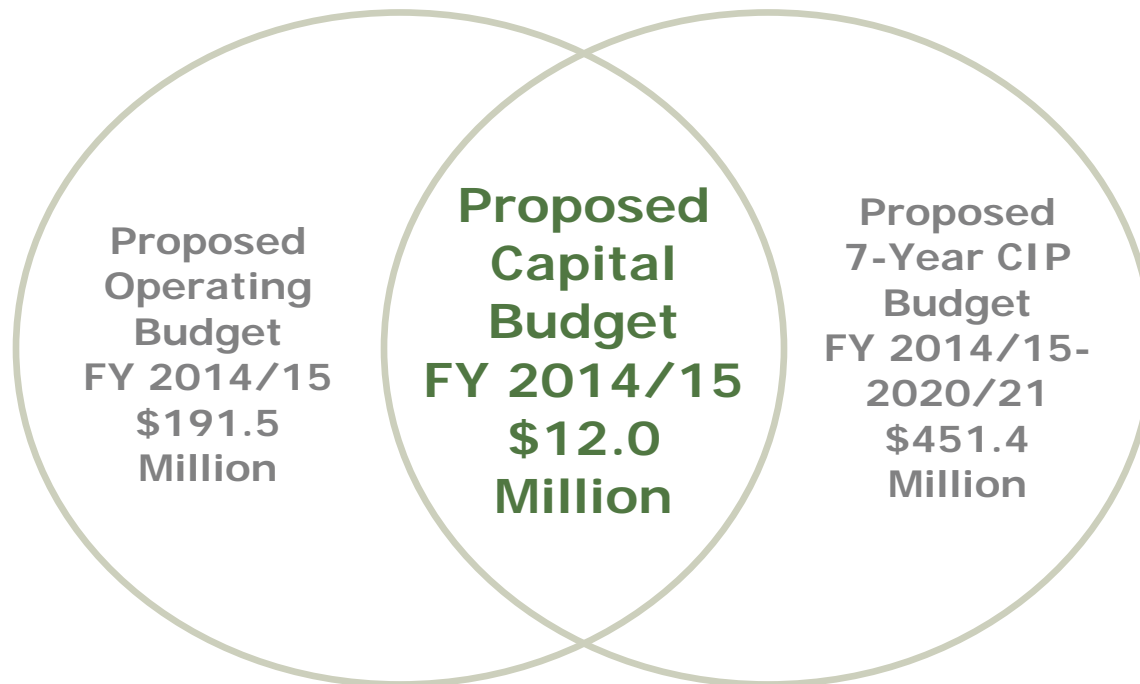 Proposed
Operating
Budget
FY 2014/15
$191.5
Million
Proposed
Capital
Budget
FY 2014/15
$12.0
Million
Proposed
7-Year CIP
Budget
FY 2014/15-
2020/21
$451.4
Million